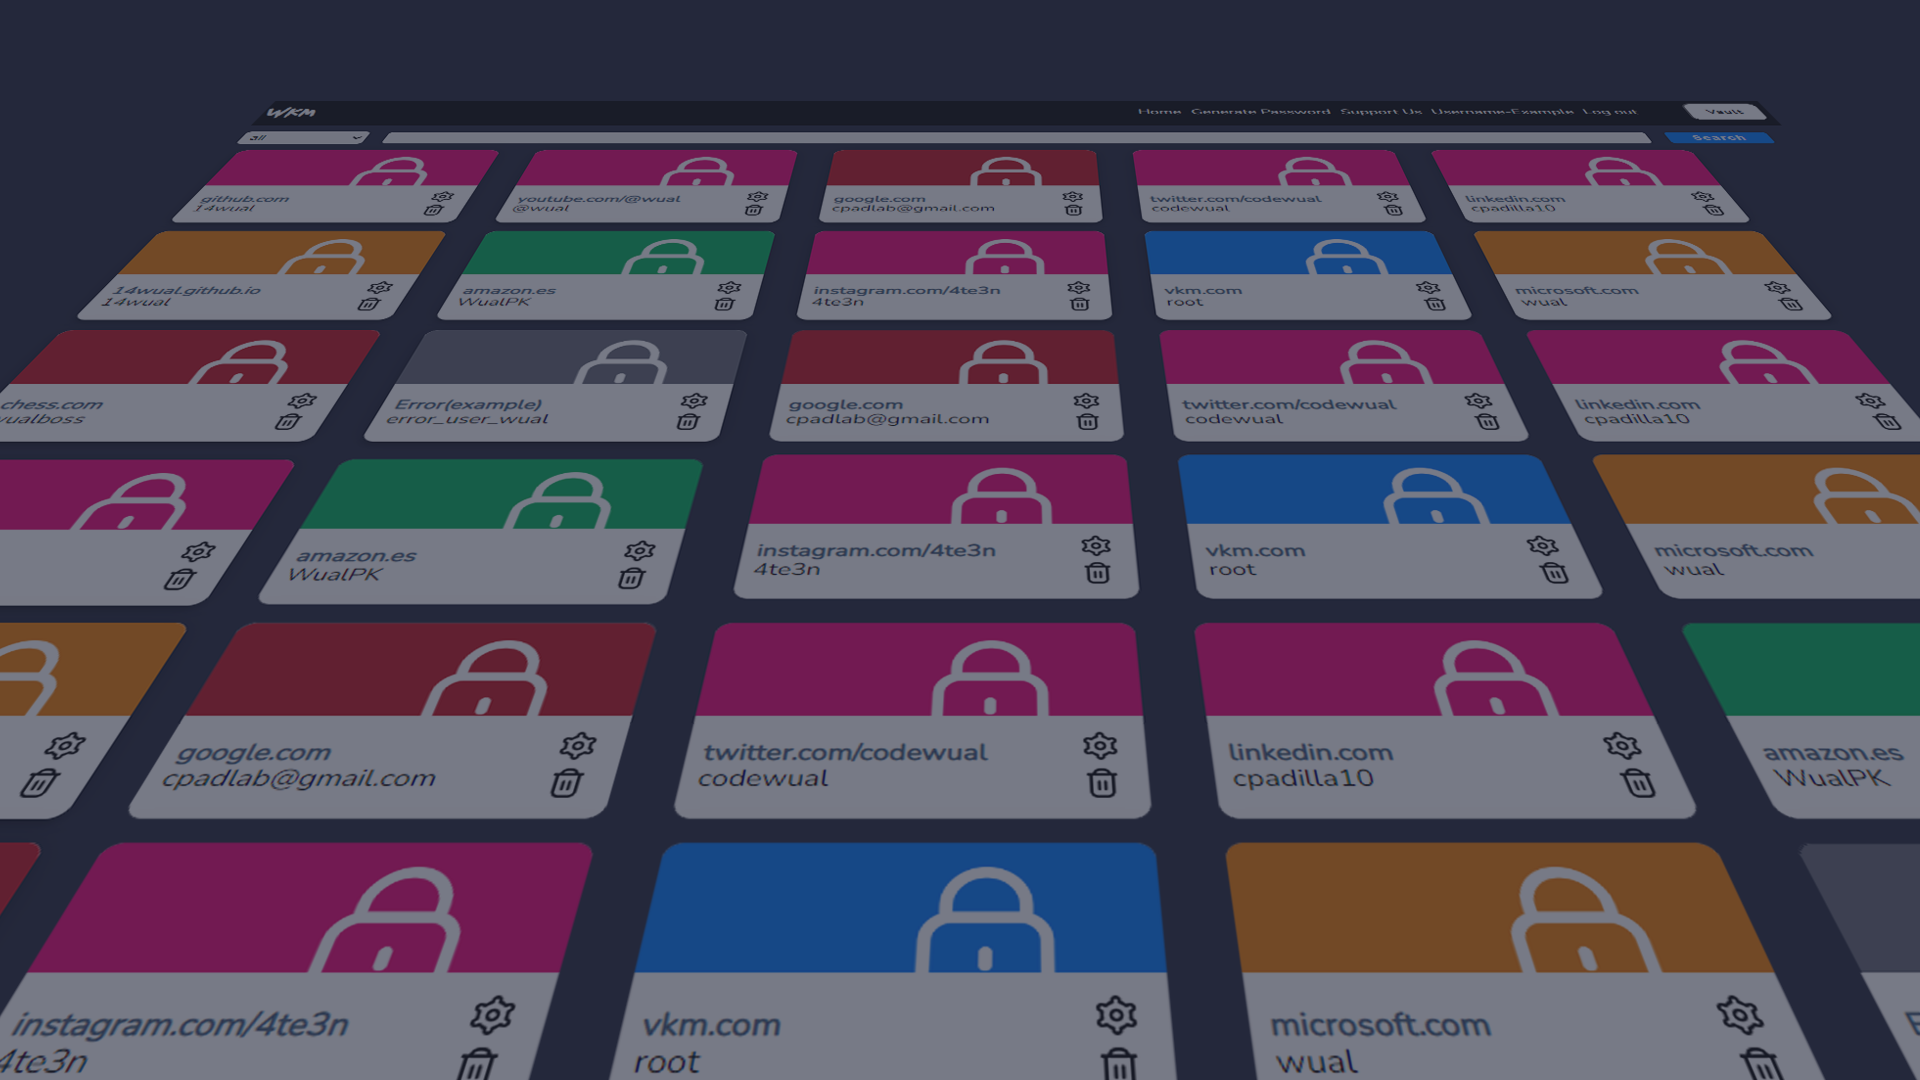 WKM
Home Generate Password Support Us Username-Example Log out Vault
all Search
github.com
14wual
youtube.com/@wual
@wual
google.com
cpadlab@gmail.com
twitter.com/codewual
codewual
linkedin.com
cpadilla10
14wual.github.io
14wual
amazon.es
WualPK
instagram.com/4te3n
4te3n
vkm.com
root
microsoft.com
wual
chess.com
wualboss
Error(example)
error_user_wual
google.com
cpadlab@gmail.com
twitter.com/codewual
codewual
linkedin.com
cpadilla10
amazon.es
WualPK
instagram.com/4te3n
4te3n
vkm.com
root
microsoft.com
wual
google.com
cpadlab@gmail.com
twitter.com/codewual
codewual
linkedin.com
cpadilla10
amazon.es
WualPK
instagram.com/4te3n
4te3n
vkm.com
root
microsoft.com
wual